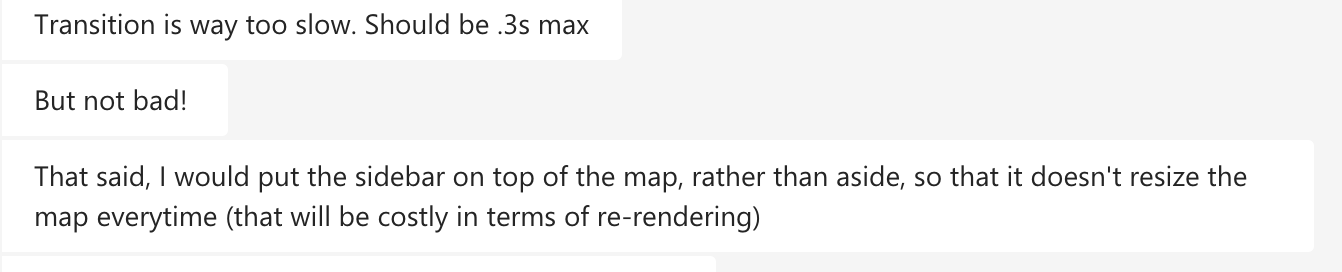 Transition is way too slow. Should be .3s max
But not bad!
That said, I would put the sidebar on top of the map, rather than aside, so that it doesn't resize the
map everytime (that will be costly in terms of re-rendering)